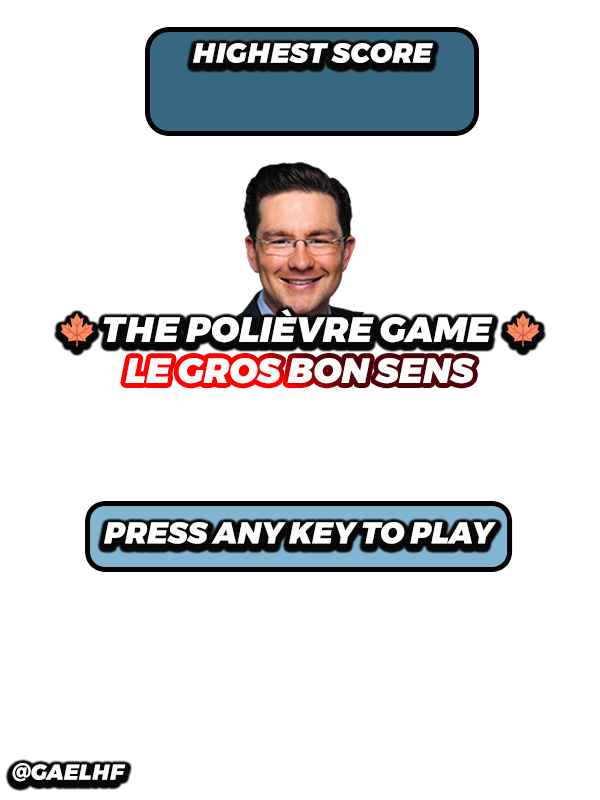 HIGHEST SCORE
THE POLIÈVRE GAME
LE GROS BON SENS
PRESS ANY KEY TO PLAY
@GAELHF